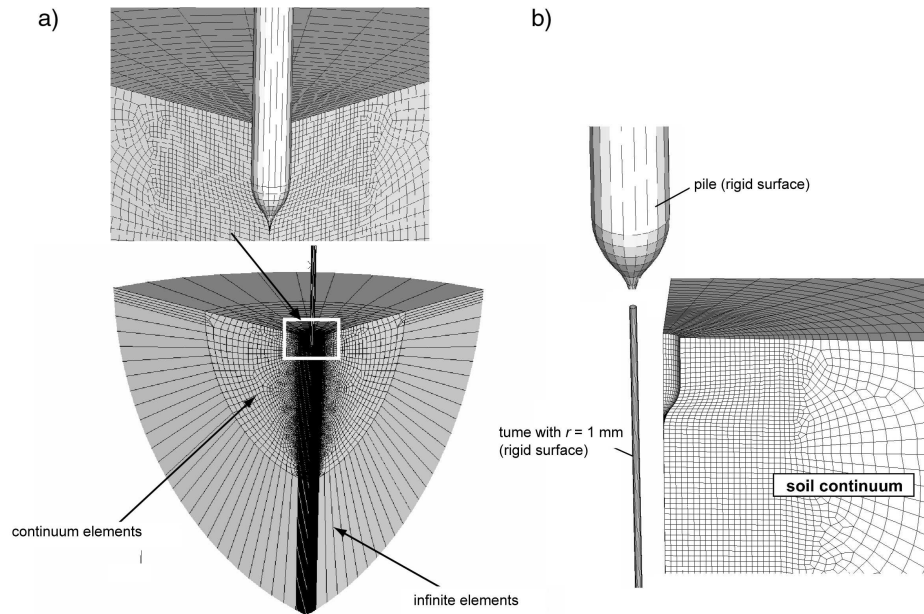 a)
b)
pile (rigid surface)
tume with r = 1 mm
(rigid surface)
soil continuum
continuum elements
infinite elements